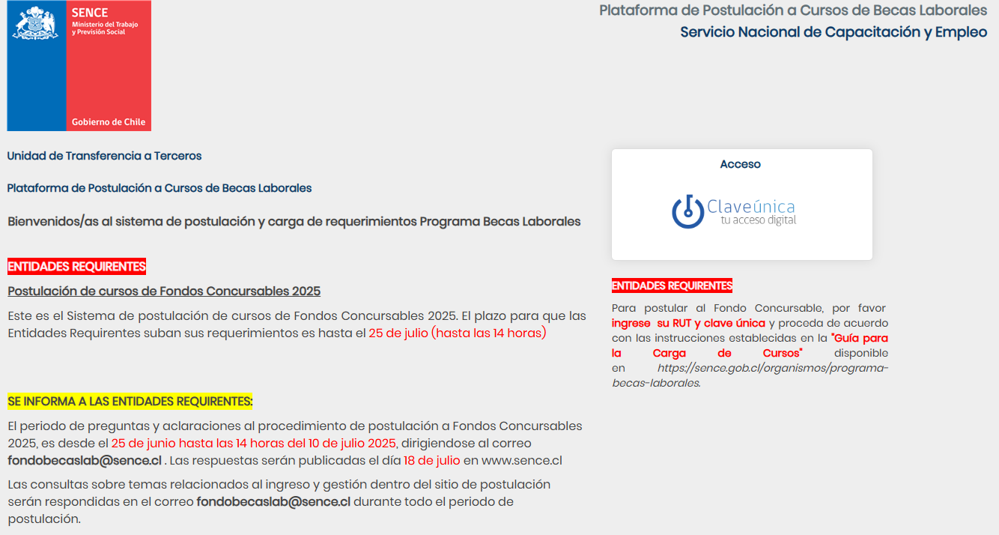 SENCE
Ministerio del Trabajo
y Previsión Social
Gobierno de Chile
Plataforma de Postulación a Cursos de Becas Laborales
Servicio Nacional de Capacitación y Empleo
Unidad de Transferencia a Terceros
Plataforma de Postulación a Cursos de Becas Laborales
Bienvenidos/as al sistema de postulación y carga de requerimientos Programa Becas Laborales
ENTIDADES REQUIRENTES
Postulación de cursos de Fondos Concursables 2025
Este es el Sistema de postulación de cursos de Fondos Concursables 2025. El plazo para que las
Entidades Requirentes suban sus requerimientos es hasta el 25 de julio (hasta las 14 horas)
SE INFORMA A LAS ENTIDADES REQUIRENTES:
El periodo de preguntas y aclaraciones al procedimiento de postulación a Fondos Concursables
2025, es desde el 25 de junio hasta las 14 horas del 10 de julio 2025, dirigiendose al correo
fondobecaslab@sence.cl . Las respuestas serán publicadas el día 18 de julio en www.sence.cl
Las consultas sobre temas relacionados al ingreso y gestión dentro del sitio de postulación
serán respondidas en el correo fondobecaslab@sence.cl durante todo el periodo de
postulación.
Acceso
Claveúnica
tu acceso digital
ENTIDADES REQUIRENTES
Para postular al Fondo Concursable, por favor
ingrese su RUT y clave única y proceda de acuerdo
con las instrucciones establecidas en la "Guía para
la Carga de Cursos" disponible
en https://sence.gob.cl/organismos/programa-
becas-laborales.